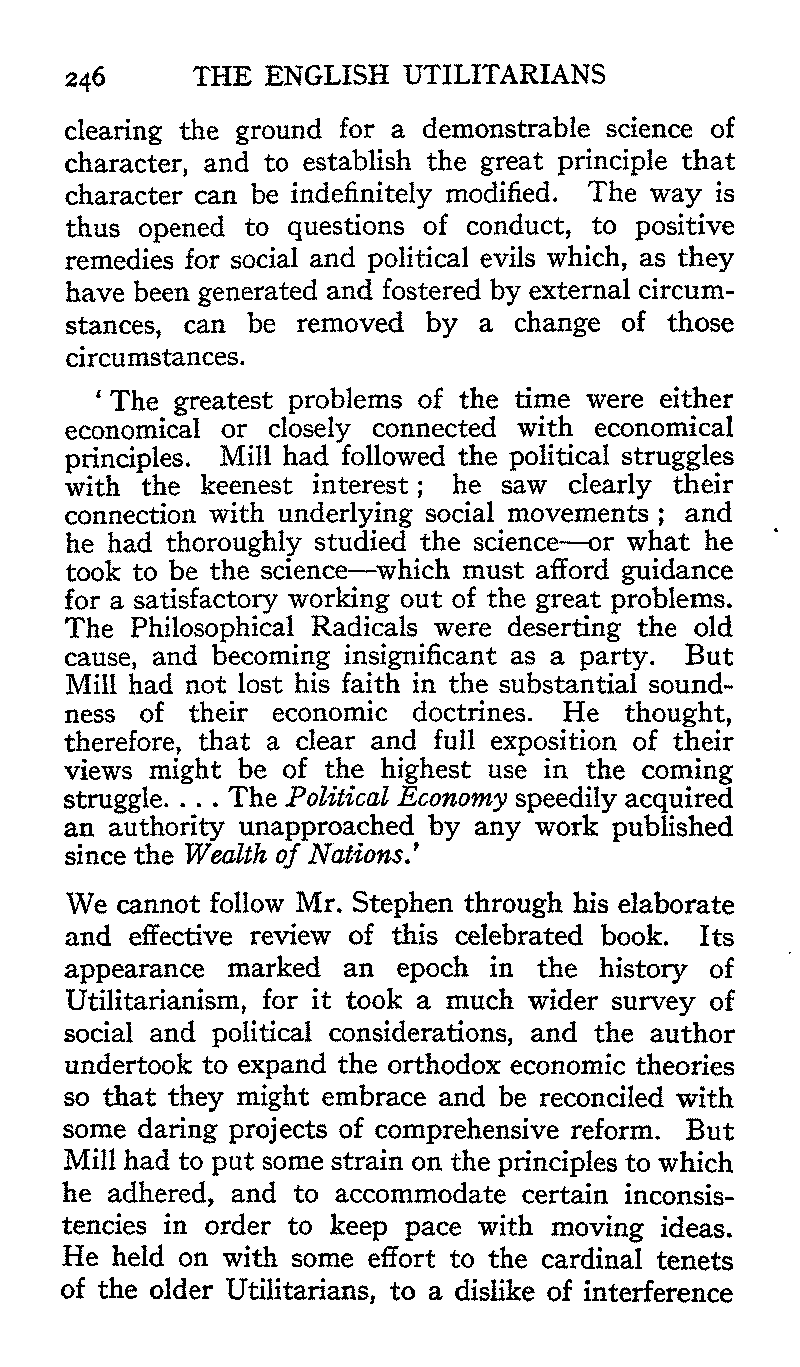 246 THE ENGLISH UTILITARIANS
clearing the ground for a demonstrable science of
character, and to establish the great principle that
character can be indefinitely modified. The way is
thus opened to questions of conduct, to positive
remedies for social and political evils which, as they
have been generated and fostered by external circum-
stances, can be removed by a change of those
circumstances.
‘ The greatest problems of the time were either
economical or closely connected with economical
principles. Mill had followed the political struggles
with the keenest interest ; he saw clearly their
connection with underlying social movements ; and
he had thoroughly studied the science—or what he
took to be the science—which must afford guidance
for a satisfactory working out of the great problems.
The Philosophical Radicals were deserting the old
cause, and becoming insignificant as a party. But
Mill had not lost his faith in the substantial sound-
ness of their economic doctrines. He thought,
therefore, that a clear and full exposition of their
views might be of the highest use in the coming
struggle. . . . The Political Economy speedily acquired
an authority unapproached by any work published
since the Wealth of Nations.’
We cannot follow Mr. Stephen through his elaborate
and effective review of this celebrated book. Its
appearance marked an epoch in the history of
Utilitarianism, for it took a much wider survey of
social and political considerations, and the author
undertook to expand the orthodox economic theories
so that they might embrace and be reconciled with
some daring projects of comprehensive reform. But
Mill had to put some strain on the principles to which
he adhered, and to accommodate certain inconsis-
tencies in order to keep pace with moving ideas.
He held on with some effort to the cardinal tenets
of the older Utilitarians, to a dislike of interference